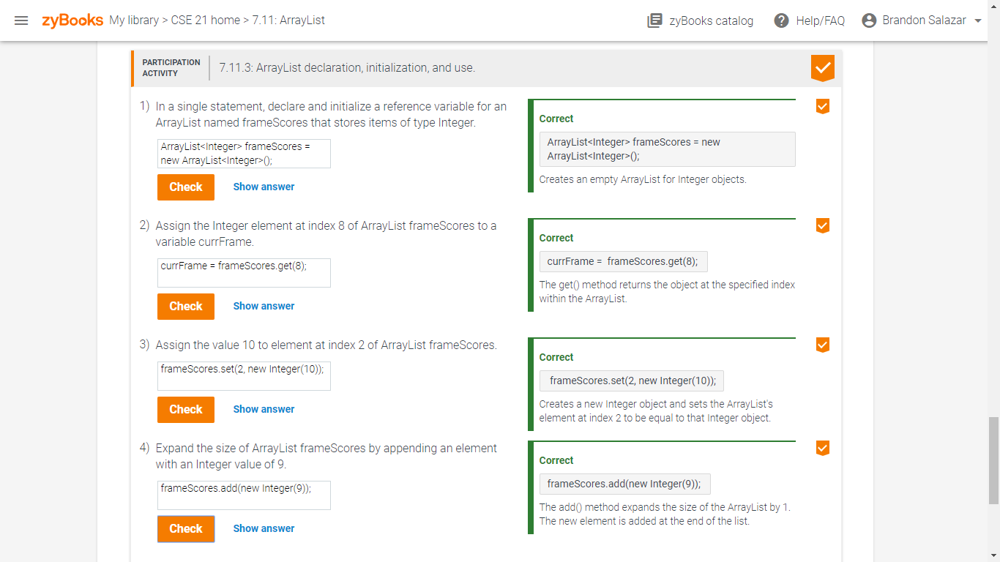 zyBooks My library > CSE 21 home > 7.11: ArrayList
zyBooks catalog
Help/FAQ
Brandon Salazar
PARTICIPATION
ACTIVITY
7.11.3: ArrayList declaration, initialization, and use.
1) In a single statement, declare and initialize a reference variable for an
ArrayList named frameScores that stores items of type Integer.
ArrayList<Integer> frameScores =
new ArrayList<Integer>();
Check
Show answer
Correct
ArrayList<Integer> frameScores = new
ArrayList<Integer>();
Creates an empty ArrayList for Integer objects.
2) Assign the Integer element at index 8 of ArrayList frameScores to a
variable currFrame.
currFrame = frameScores.get(8);
Check
Show answer
Correct
currFrame = frameScores.get(8);
The get() method returns the object at the specified index
within the ArrayList.
3) Assign the value 10 to element at index 2 of ArrayList frameScores.
frameScores.set(2, new Integer(10));
Check
Show answer
Correct
frameScores.set(2, new Integer(10));
Creates a new Integer object and sets the ArrayList's
element at index 2 to be equal to that Integer object.
4) Expand the size of ArrayList frameScores by appending an element
with an Integer value of 9.
frameScores.add(new Integer(9));
Check
Show answer
Correct
frameScores.add(new Integer(9));
The add() method expands the size of the ArrayList by 1.
The new element is added at the end of the list.